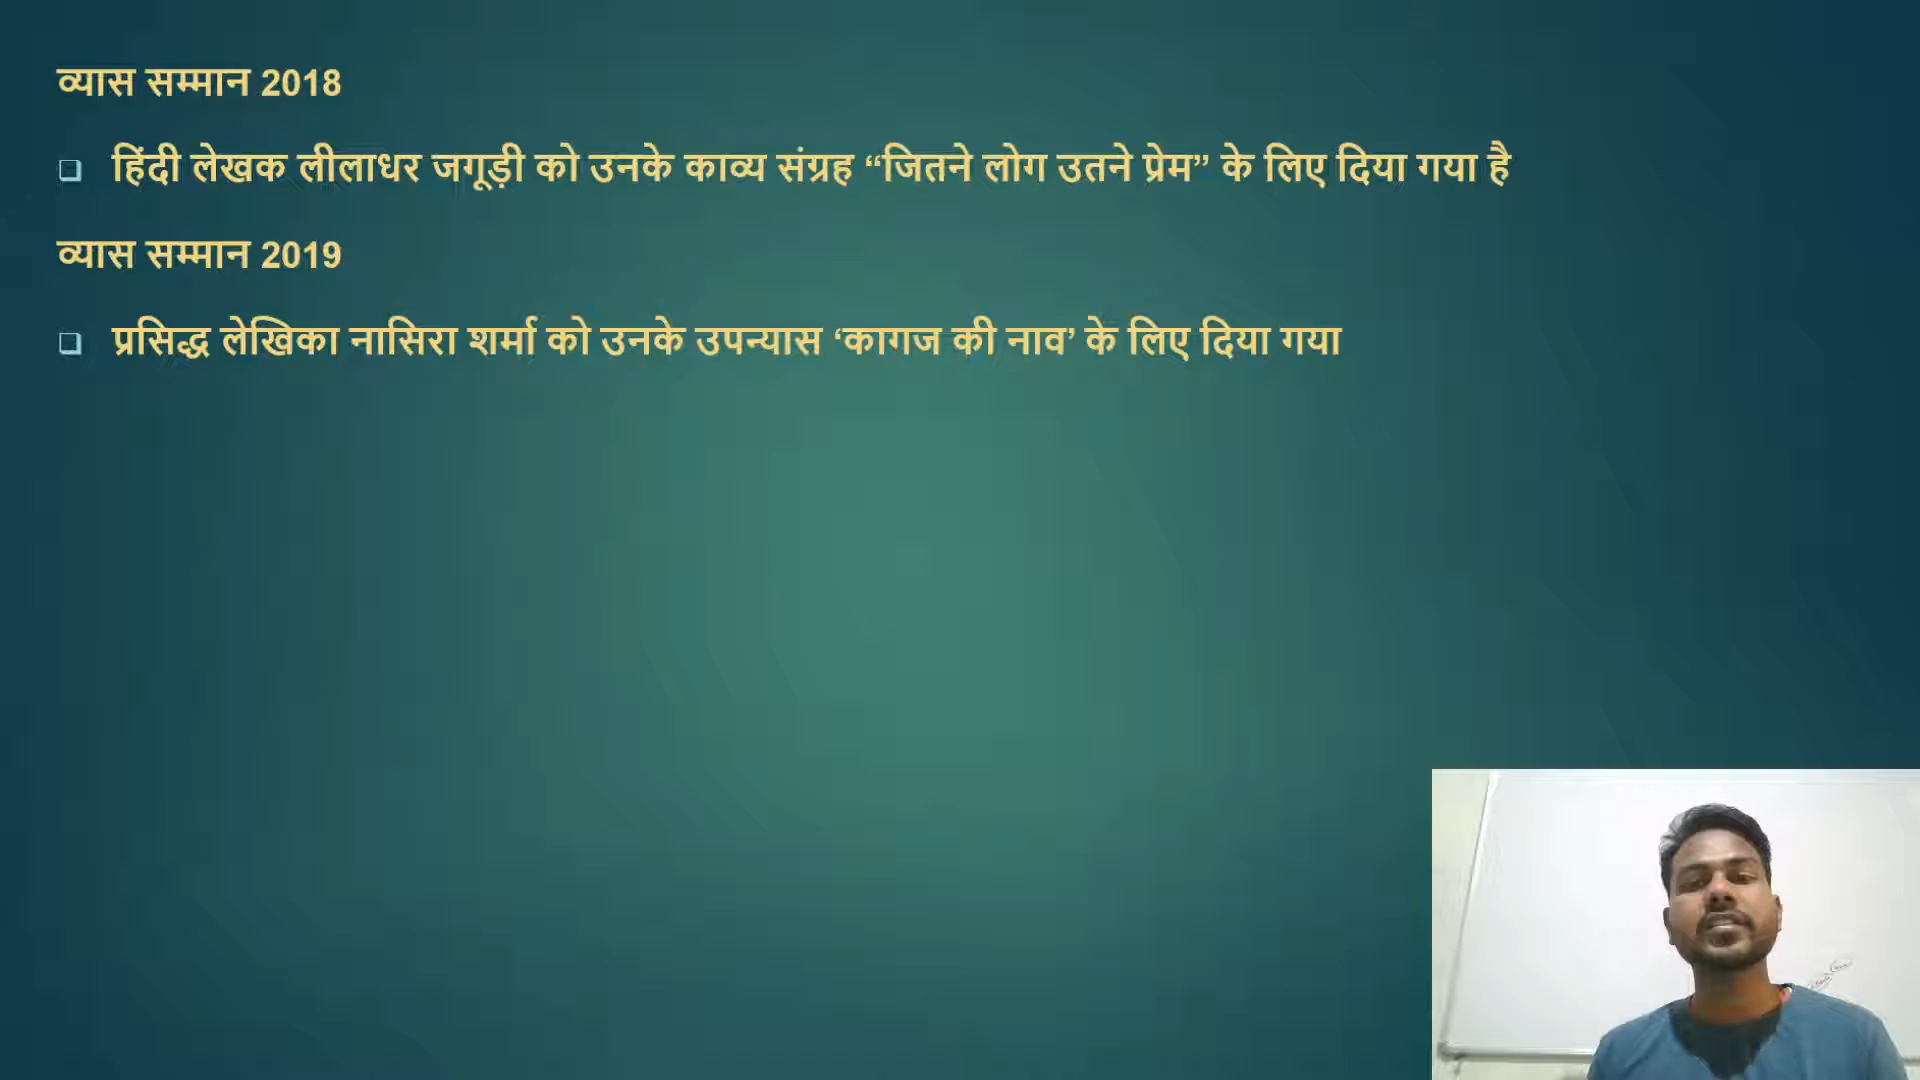 व्यास सम्मान 2018
हिंदी लेखक लीलाधर जगूड़ी को उनके काव्य संग्रह “जितने लोग उतने प्रेम” के लिए दिया गया है
व्यास सम्मान 2019
प्रसिद्ध लेखिका नासिरा शर्मा को उनके उपन्यास ‘कागज की नाव’ के लिए दिया गया